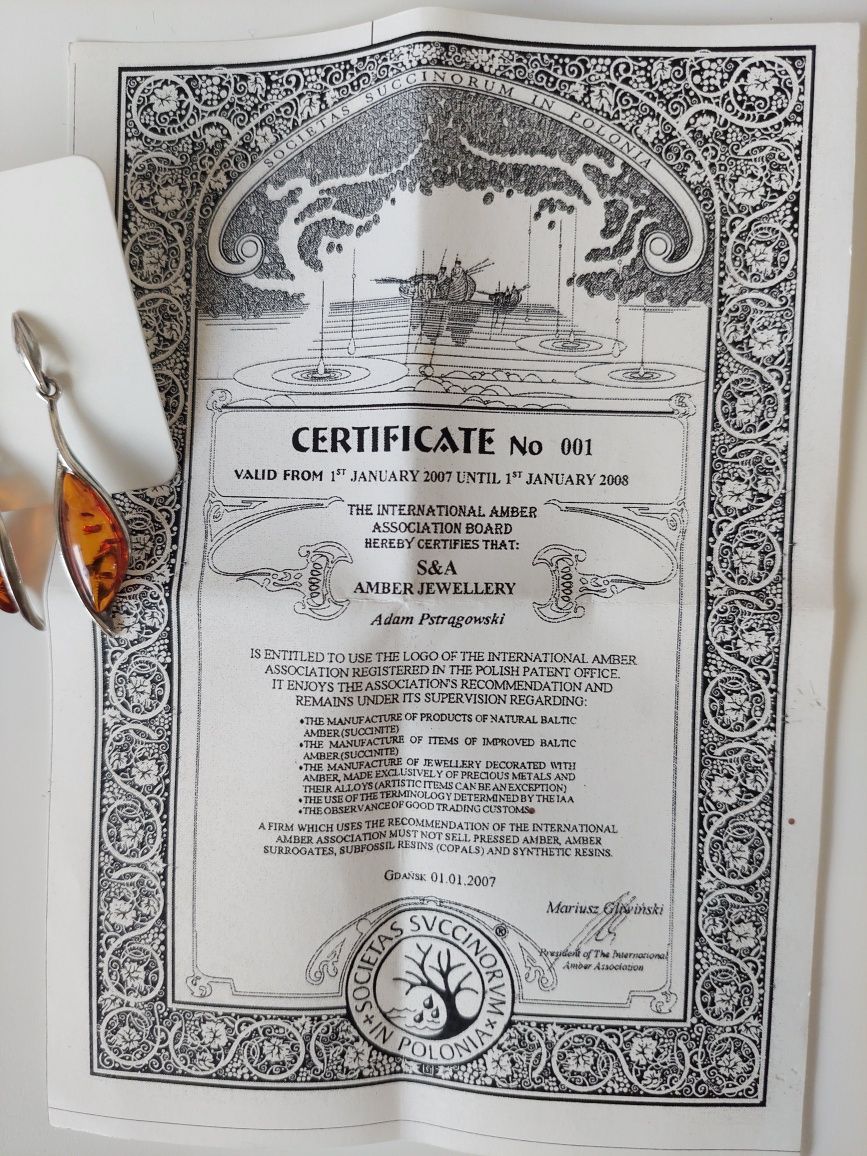 SOCIETAS SUCCINORUM IN POLONIA
CERTIFICATE No 001
VALID FROM 1ST JANUARY 2007 UNTIL 1ST JANUARY 2008
THE INTERNATIONAL AMBER
ASSOCIATION BOARD
HEREBY CERTIFIES THAT:
S&A
AMBER JEWELLERY
Adam Pstrągowski
IS ENTITLED TO USE THE LOGO OF THE INTERNATIONAL AMBER
ASSOCIATION REGISTERED IN THE POLISH PATENT OFFICE.
IT ENJOYS THE ASSOCIATION'S RECOMMENDATION AND
REMAINS UNDER ITS SUPERVISION REGARDING:
•THE MANUFACTURE OF PRODUCTS OF NATURAL BALTIC
AMBER (SUCCINITE)
•THE MANUFACTURE OF ITEMS OF IMPROVED BALTIC
AMBER (SUCCINITE)
•THE MANUFACTURE OF JEWELLERY DECORATED WITH
AMBER, MADE EXCLUSIVELY OF PRECIOUS METALS AND
THEIR ALLOYS (ARTISTIC ITEMS CAN BE AN EXCEPTION)
•THE USE OF THE TERMINOLOGY DETERMINED BY THE IAA
•THE OBSERVANCE OF GOOD TRADING CUSTOMS.
A FIRM WHICH USES THE RECOMMENDATION OF THE INTERNATIONAL
AMBER ASSOCIATION MUST NOT SELL PRESSED AMBER, AMBER
SURROGATES, SUBFOSSIL RESINS (COPALS) AND SYNTHETIC RESINS.
GDAŃSK 01.01.2007
Mariusz Gliwiński
President of The International
Amber Association
SOCIETAS SVCCINORVM ®
IN POLONIA